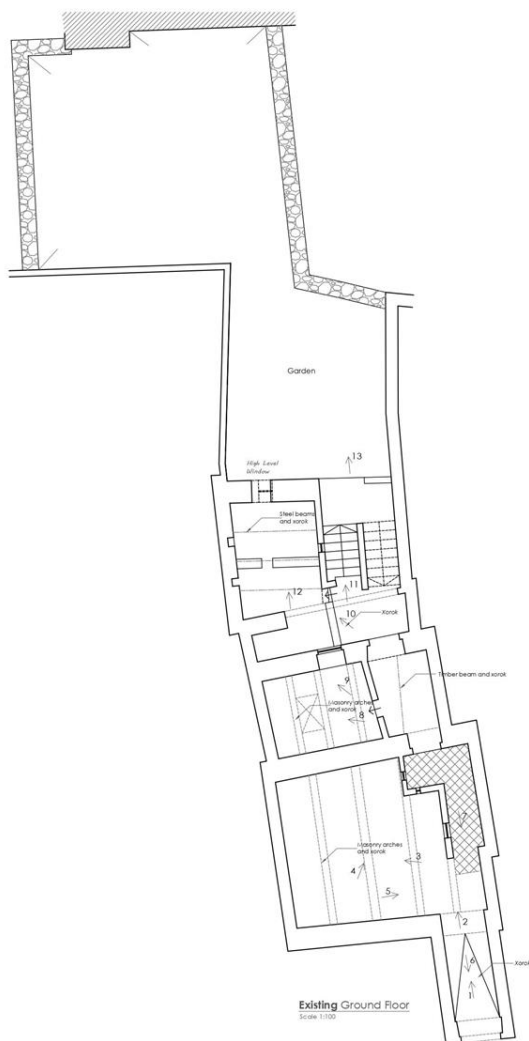 Garden
13
High Level
Window
Steel beams
and xorok
12
11
10
Xorok
9
Timber beam and xorok
Masonry arches
and xorok
8
7
Masonry arches
and xorok
3
4
5
2
6
Xorok
1
Existing Ground Floor
Scale 1:100